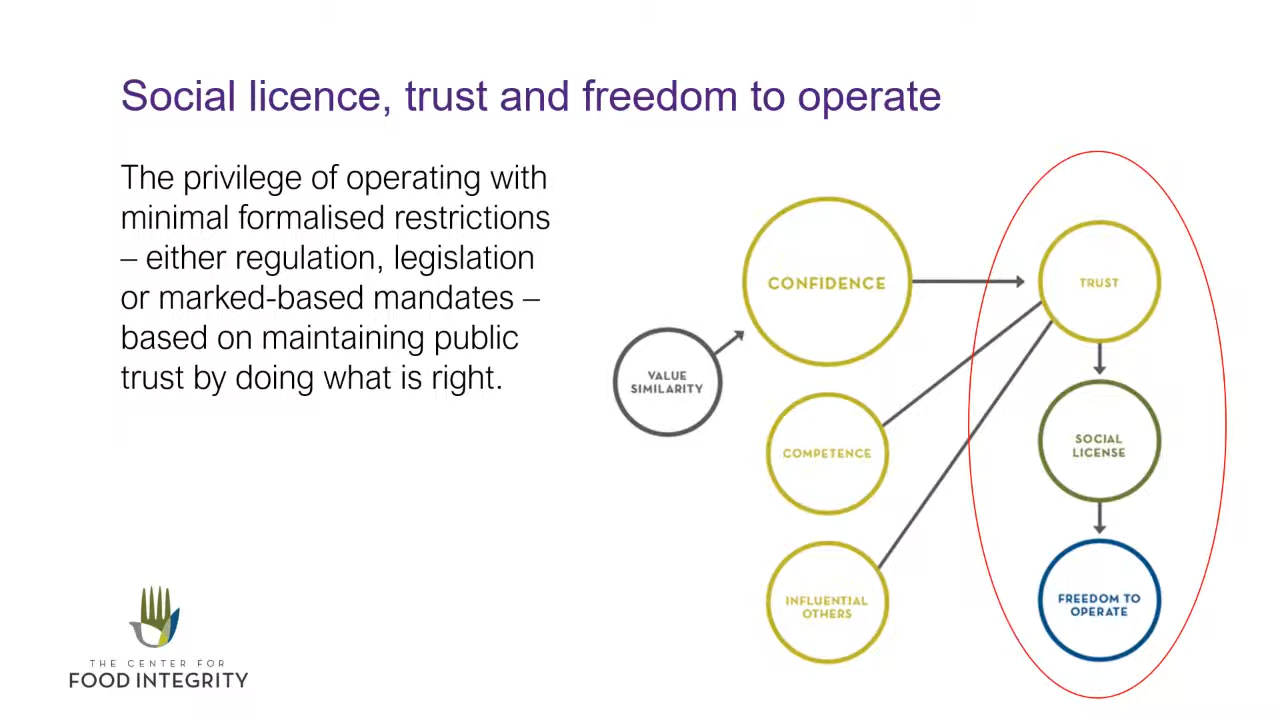 Social licence, trust and freedom to operate
The privilege of operating with
minimal formalised restrictions
– either regulation, legislation
or marked-based mandates –
based on maintaining public
trust by doing what is right.
CONFIDENCE
TRUST
VALUE
SIMILARITY
COMPETENCE
SOCIAL
LICENSE
INFLUENTIAL
OTHERS
FREEDOM TO
OPERATE
THE CENTER FOR
FOOD INTEGRITY